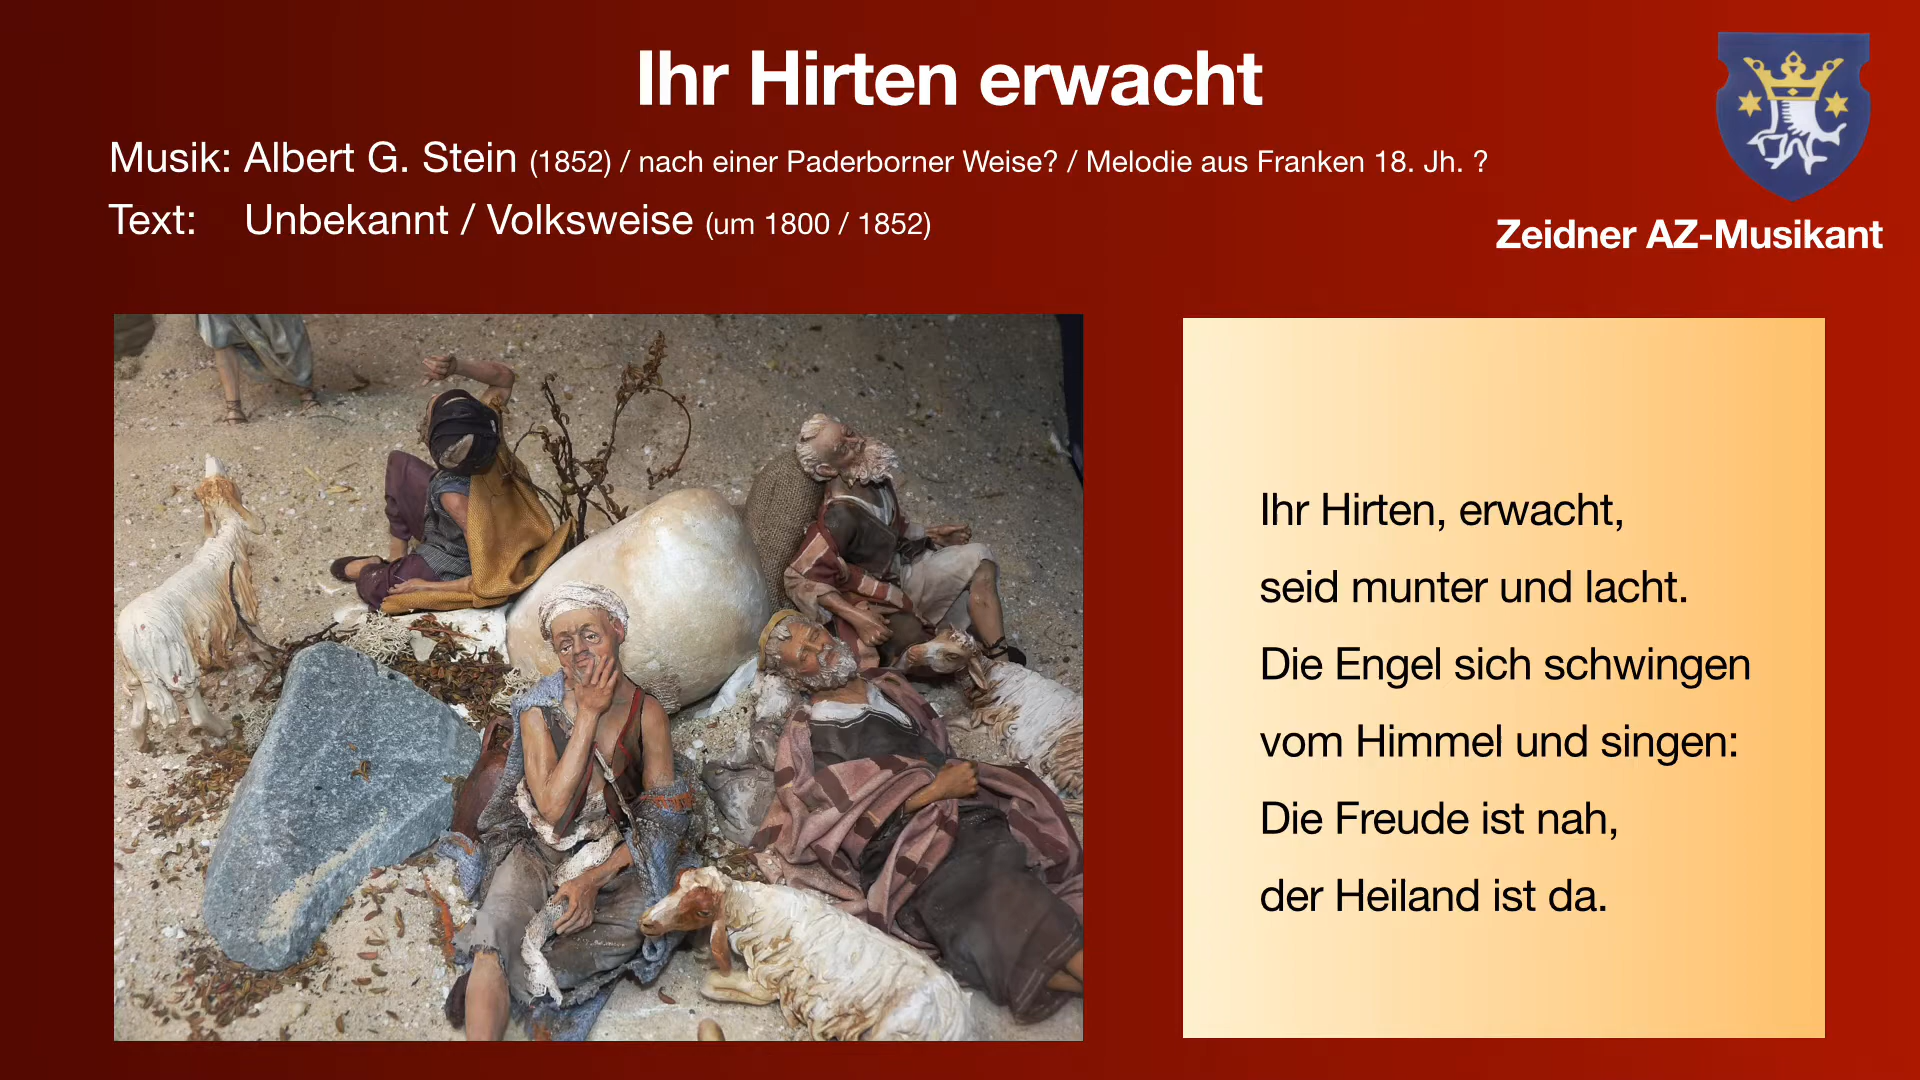 Ihr Hirten erwacht
Musik: Albert G. Stein (1852) / nach einer Paderborner Weise? / Melodie aus Franken 18. Jh. ?
Text: Unbekannt / Volksweise (um 1800 / 1852)
Zeidner AZ-Musikant
Ihr Hirten, erwacht,
seid munter und lacht.
Die Engel sich schwingen
vom Himmel und singen:
Die Freude ist nah,
der Heiland ist da.